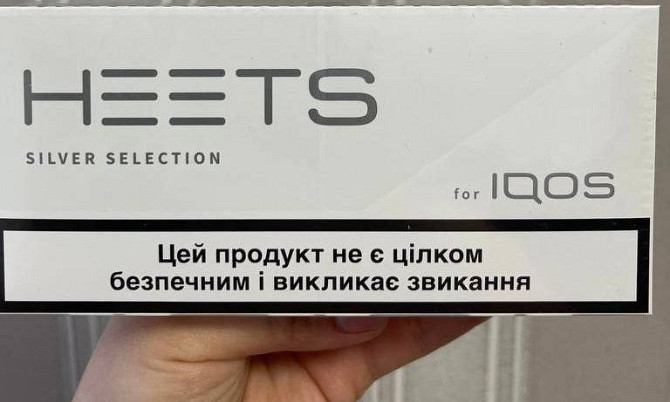 HEETS
SILVER SELECTION
for IQOS
Цей продукт не є цілком
безпечним і викликає звикання